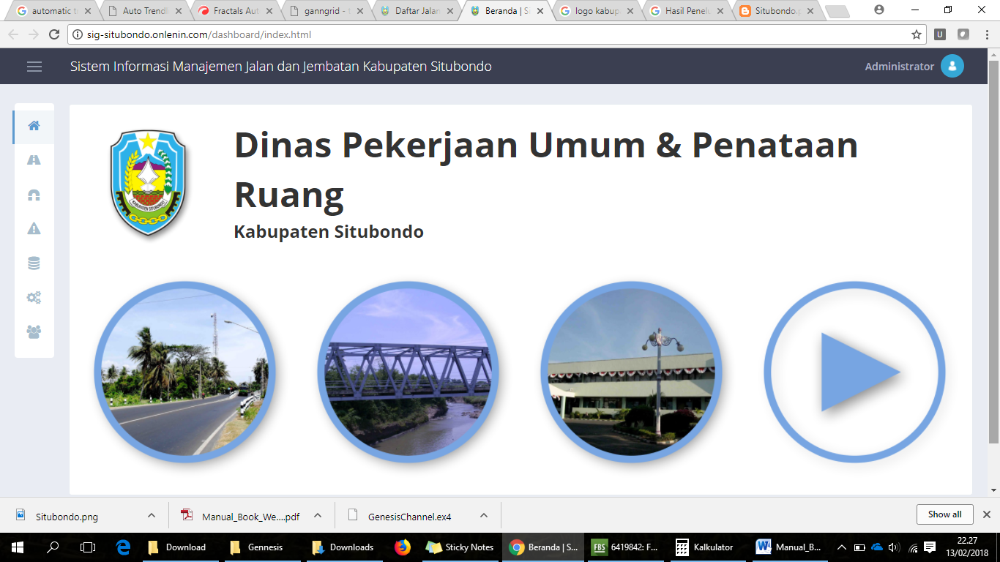 automatic t
Auto Trendl
Fractals Aut
ganngrid - t
Daftar Jalan
Beranda | Si
logo kabup
Hasil Penelu
Situbondo.p
sig-situbondo.onlenin.com/dashboard/index.html
Sistem Informasi Manajemen Jalan dan Jembatan Kabupaten Situbondo
Administrator
Dinas Pekerjaan Umum & Penataan
Ruang
Kabupaten Situbondo
KABUPATEN SITUBONDO
Situbondo.png
Manual_Book_We....pdf
GenesisChannel.ex4
Show all
Download
Gennesis
Downloads
Sticky Notes
Beranda | S...
FBS
6419842: F...
Kalkulator
Manual_B...
22.27
13/02/2018